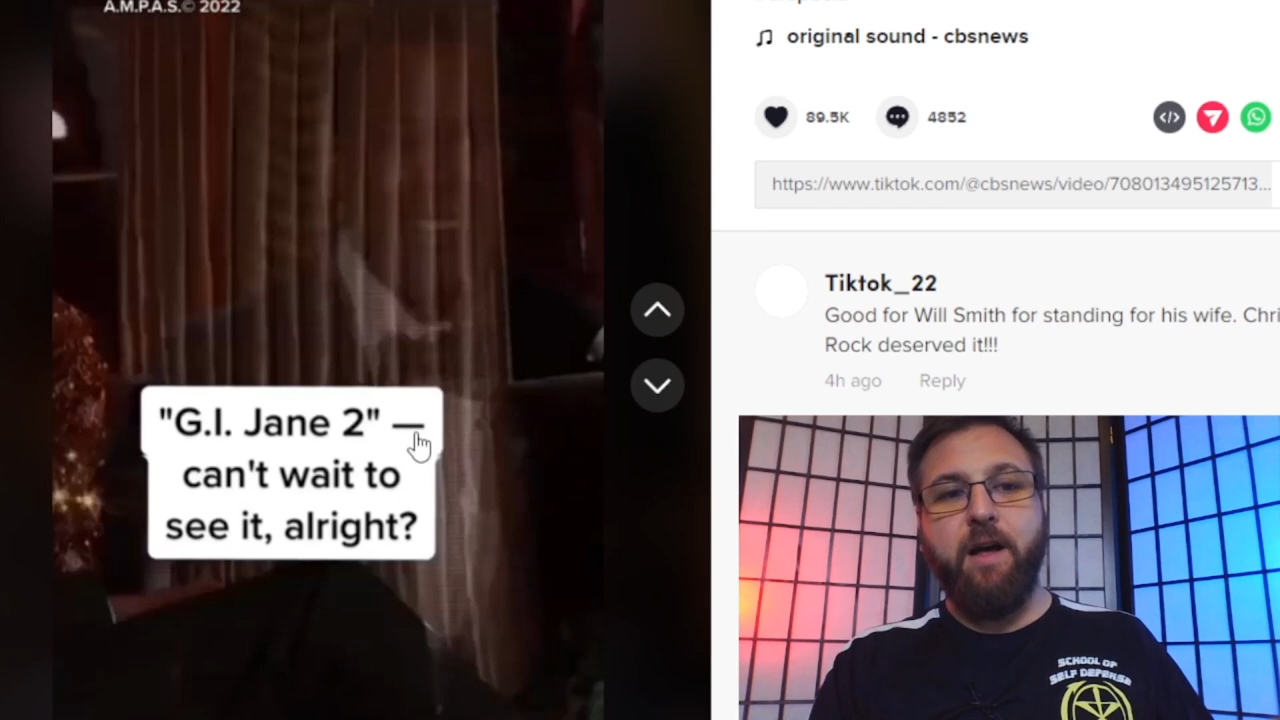 A.M.P.A.S.© 2022
"G.I. Jane 2" —
can't wait to
see it, alright?
original sound - cbsnews
89.5K
4852
https://www.tiktok.com/@cbsnews/video/708013495125713...
Tiktok_22
Good for Will Smith for standing for his wife. Chri
Rock deserved it!!!
4h ago Reply
SCHOOL OF
SELF DEFENSE